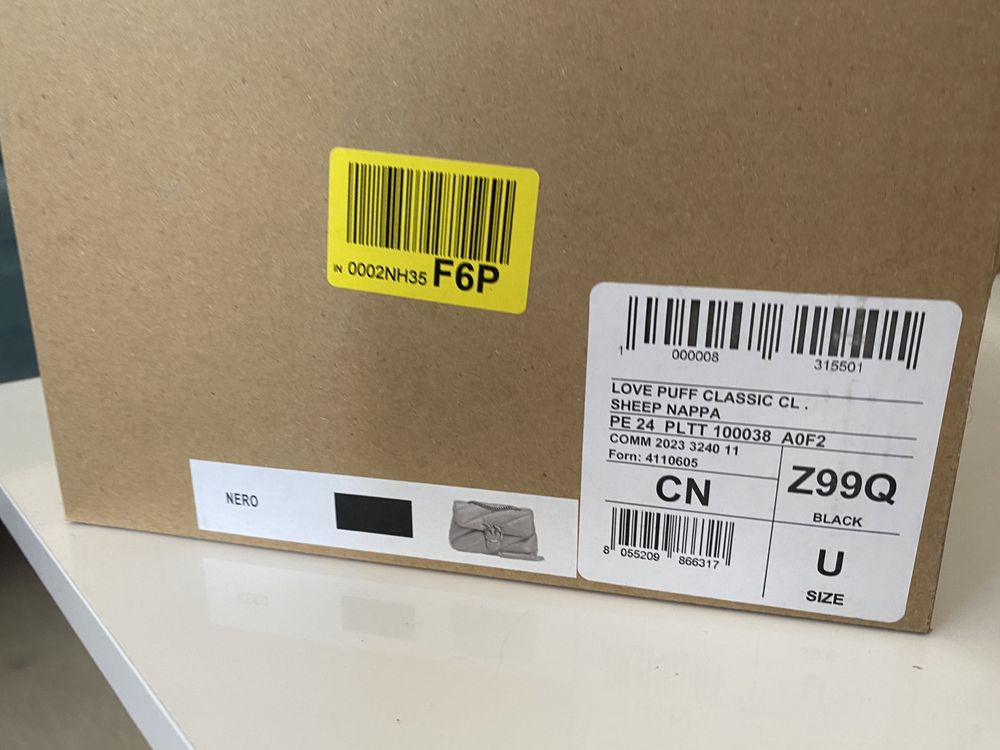 IN 0002NH35 F6P
1 000008 315501
LOVE PUFF CLASSIC CL .
SHEEP NAPPA
PE 24 PLTT 100038 A0F2
COMM 2023 3240 11
Forn: 4110605
CN
Z99Q
BLACK
8 055209 866317
U
SIZE
NERO